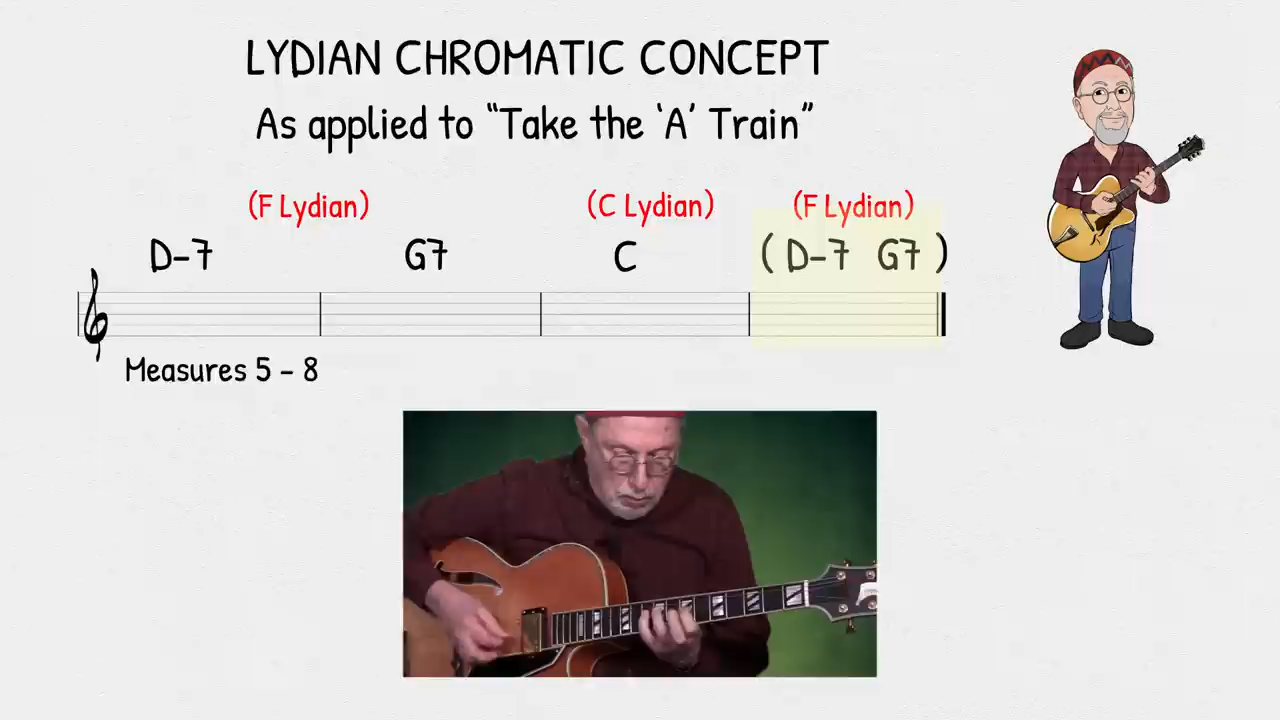 LYDIAN CHROMATIC CONCEPT
As applied to “Take the ‘A’ Train”
(F Lydian) (C Lydian) (F Lydian)
D–7 G7 C ( D–7 G7 )
Measures 5 – 8